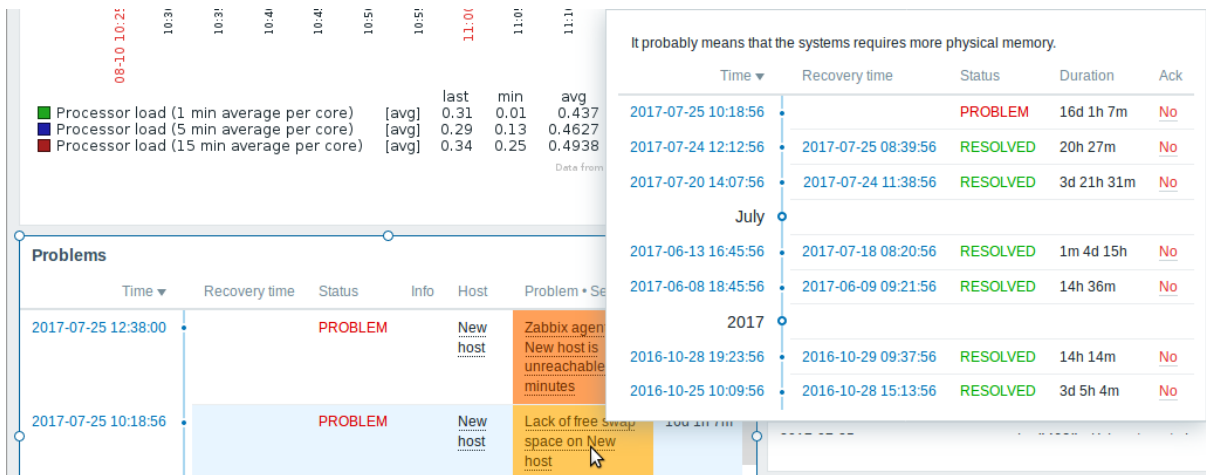 08-10 10:25
10:3
10:35
10:4
10:45
10:50
10:55
11:00
11:05
11:10
last min avg
Processor load (1 min average per core) [avg] 0.31 0.01 0.437
Processor load (5 min average per core) [avg] 0.29 0.13 0.4627
Processor load (15 min average per core) [avg] 0.34 0.25 0.4938
Data from
It probably means that the systems requires more physical memory.
Time ▼ Recovery time Status Duration Ack
2017-07-25 10:18:56 PROBLEM 16d 1h 7m No
2017-07-24 12:12:56 2017-07-25 08:39:56 RESOLVED 20h 27m No
2017-07-20 14:07:56 2017-07-24 11:38:56 RESOLVED 3d 21h 31m No
July
2017-06-13 16:45:56 2017-07-18 08:20:56 RESOLVED 1m 4d 15h No
2017-06-08 18:45:56 2017-06-09 09:21:56 RESOLVED 14h 36m No
2017
2016-10-28 19:23:56 2016-10-29 09:37:56 RESOLVED 14h 14m No
2016-10-25 10:09:56 2016-10-28 15:13:56 RESOLVED 3d 5h 4m No
Problems
Time ▼ Recovery time Status Info Host Problem • Se
2017-07-25 12:38:00 PROBLEM New host Zabbix agen
New host is
unreachable
minutes
2017-07-25 10:18:56 PROBLEM New host Lack of free swap
space on New
host